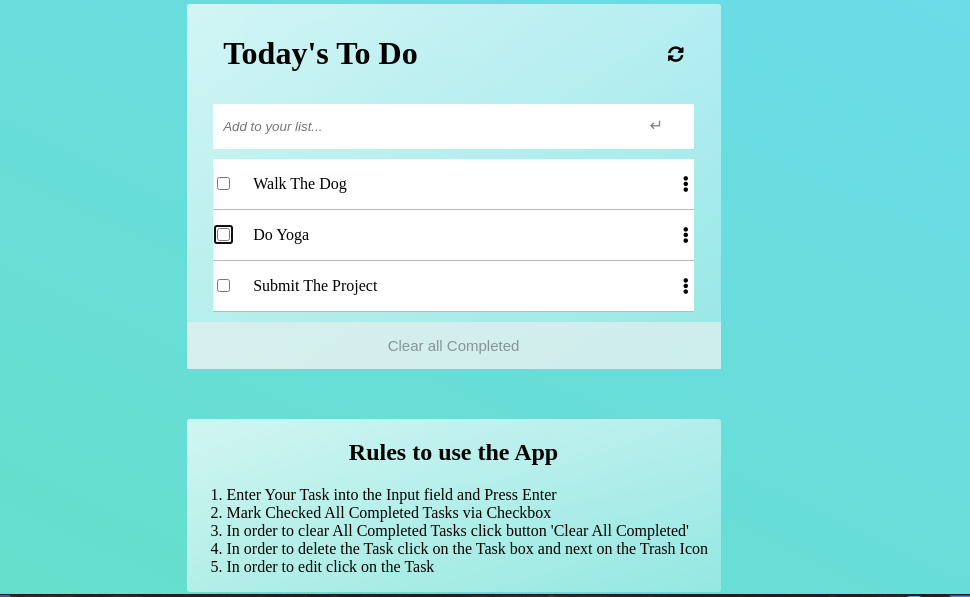 Today's To Do
Add to your list...
Walk The Dog
Do Yoga
Submit The Project
Clear all Completed
Rules to use the App
1. Enter Your Task into the Input field and Press Enter
2. Mark Checked All Completed Tasks via Checkbox
3. In order to clear All Completed Tasks click button 'Clear All Completed'
4. In order to delete the Task click on the Task box and next on the Trash Icon
5. In order to edit click on the Task